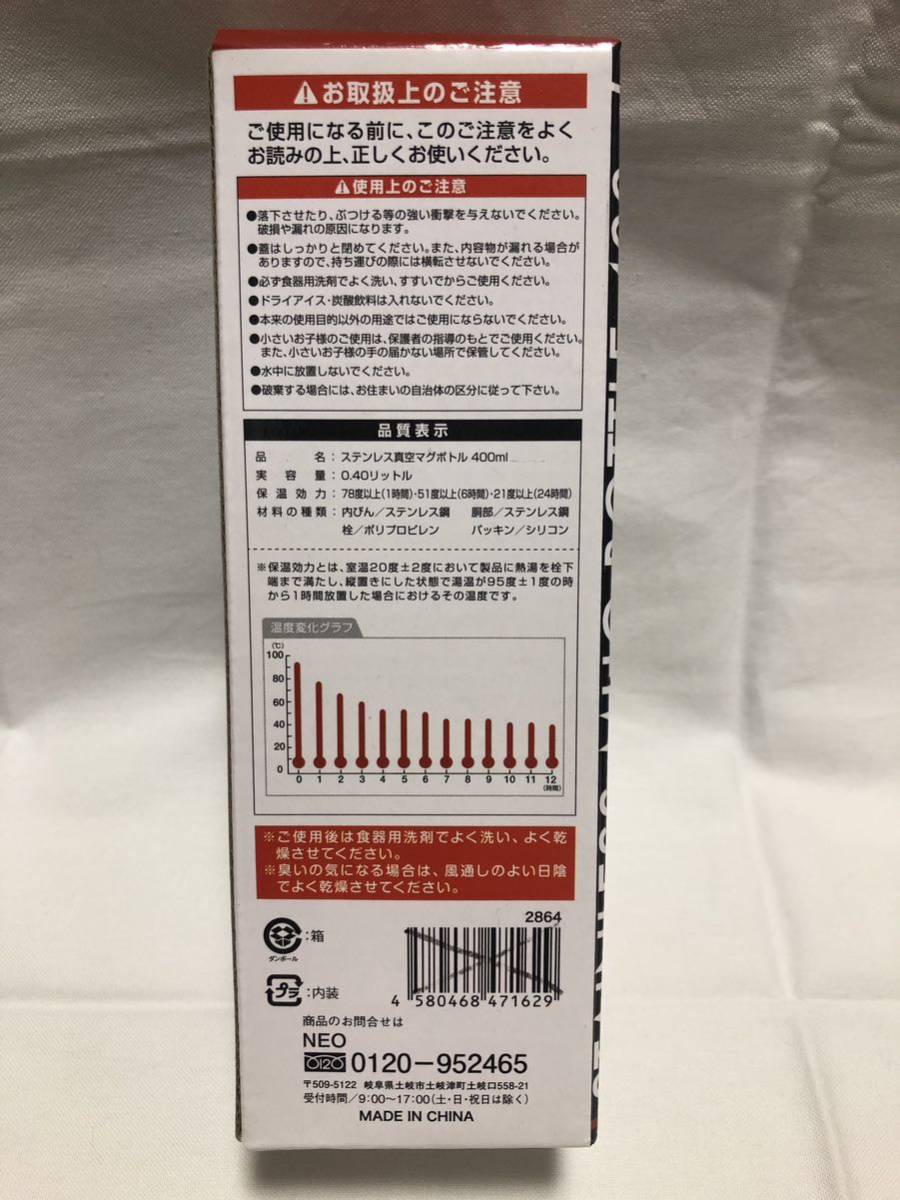 ⚠お取扱上のご注意
ご使用になる前に、このご注意をよく
お読みの上、正しくお使いください。
⚠使用上のご注意
●落下させたり、ぶつける等の強い衝撃を与えないでください。
破損や漏れの原因になります。
●蓋はしっかりと閉めてください。また、内容物が漏れる場合が
ありますので、持ち運びの際には横転させないでください。
●必ず食器用洗剤でよく洗い、すすいでからご使用ください。
●ドライアイス・炭酸飲料は入れないでください。
●本来の使用目的以外の用途ではご使用にならないでください。
●小さいお子様のご使用は、保護者の指導のもとでご使用ください。
また、小さいお子様の手の届かない場所で保管してください。
●水中に放置しないでください。
●破棄する場合には、お住まいの自治体の区分に従って下さい。
品質表示
品名:ステンレス真空マグボトル 400ml
実容量:0.40リットル
保温効力:78度以上(1時間)・51度以上(6時間)・21度以上(24時間)
材料の種類:内びん/ステンレス鋼 胴部/ステンレス鋼
栓/ポリプロピレン パッキン/シリコン
※保温効力とは、室温20度±2度において製品に熱湯を栓下
端まで満たし、縦置きにした状態で湯温が95度±1度の時
から1時間放置した場合におけるその温度です。
温度変化グラフ
(℃)
100
80
60
40
20
0
0 1 2 3 4 5 6 7 8 9 10 11 12
(時間)
※ご使用後は食器用洗剤でよく洗い、よく乾
燥させてください。
※臭いの気になる場合は、風通しのよい日陰
でよく乾燥させてください。
2864
:箱
ダンボール
プラ :内装
4 580468 471629
商品のお問合せは
NEO
0120 0120-952465
〒509-5122 岐阜県土岐市土岐津町土岐口558-21
受付時間/9:00〜17:00(土・日・祝日は除く)
MADE IN CHINA